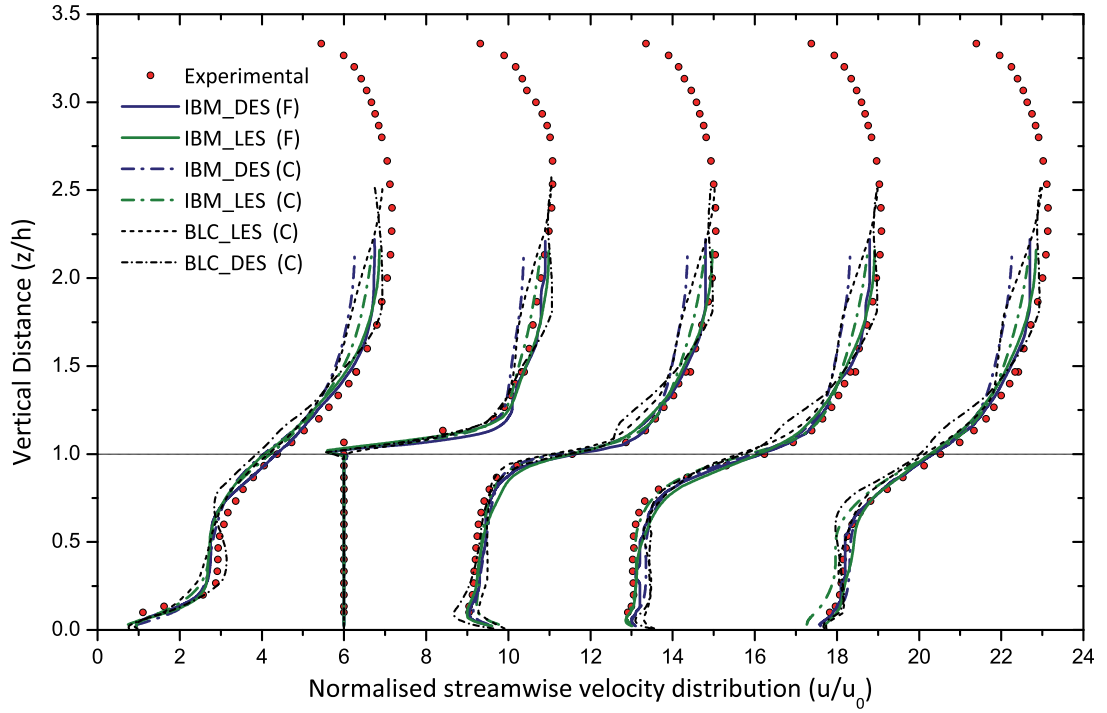 3.5
3.0
2.5
2.0
1.5
1.0
0.5
0.0
Vertical Distance (z/h)
Experimental
IBM_DES (F)
IBM_LES (F)
IBM_DES (C)
IBM_LES (C)
BLC_LES (C)
BLC_DES (C)
0 2 4 6 8 10 12 14 16 18 20 22 24
Normalised streamwise velocity distribution (u/u₀)